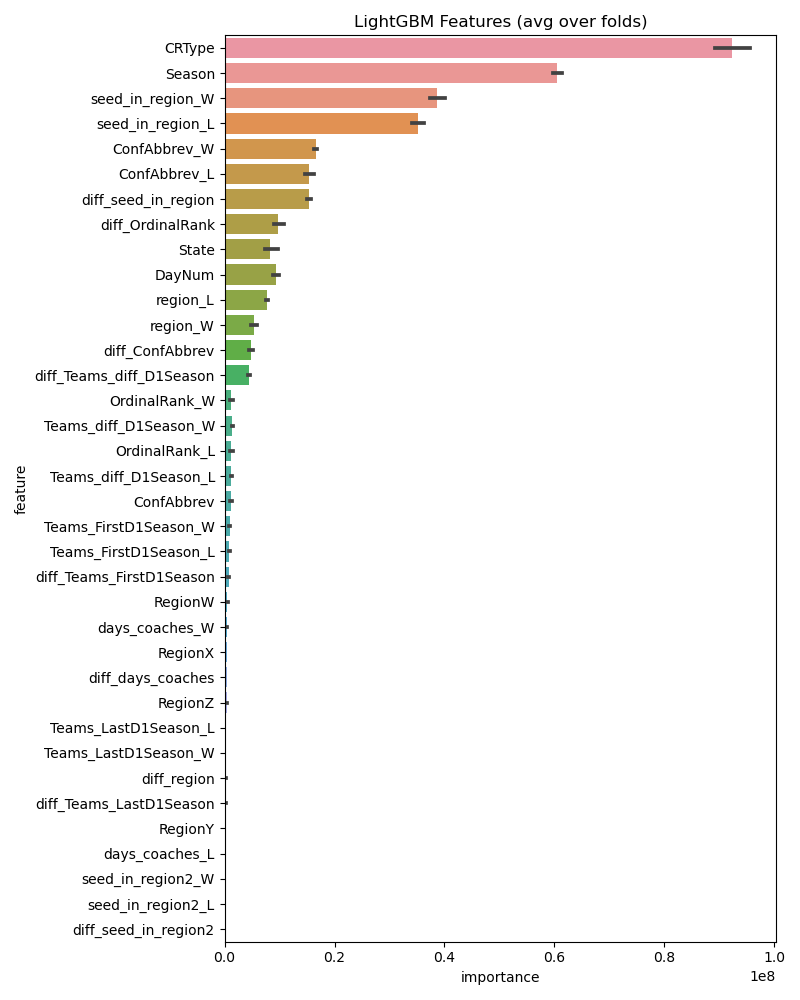 LightGBM Features (avg over folds)
CRType
Season
seed_in_region_W
seed_in_region_L
ConfAbbrev_W
ConfAbbrev_L
diff_seed_in_region
diff_OrdinalRank
State
DayNum
region_L
region_W
diff_ConfAbbrev
diff_Teams_diff_D1Season
OrdinalRank_W
Teams_diff_D1Season_W
OrdinalRank_L
Teams_diff_D1Season_L
ConfAbbrev
Teams_FirstD1Season_W
Teams_FirstD1Season_L
diff_Teams_FirstD1Season
RegionW
days_coaches_W
RegionX
diff_days_coaches
RegionZ
Teams_LastD1Season_L
Teams_LastD1Season_W
diff_region
diff_Teams_LastD1Season
RegionY
days_coaches_L
seed_in_region2_W
seed_in_region2_L
diff_seed_in_region2
feature
0.0 0.2 0.4 0.6 0.8 1.0
importance
1e8